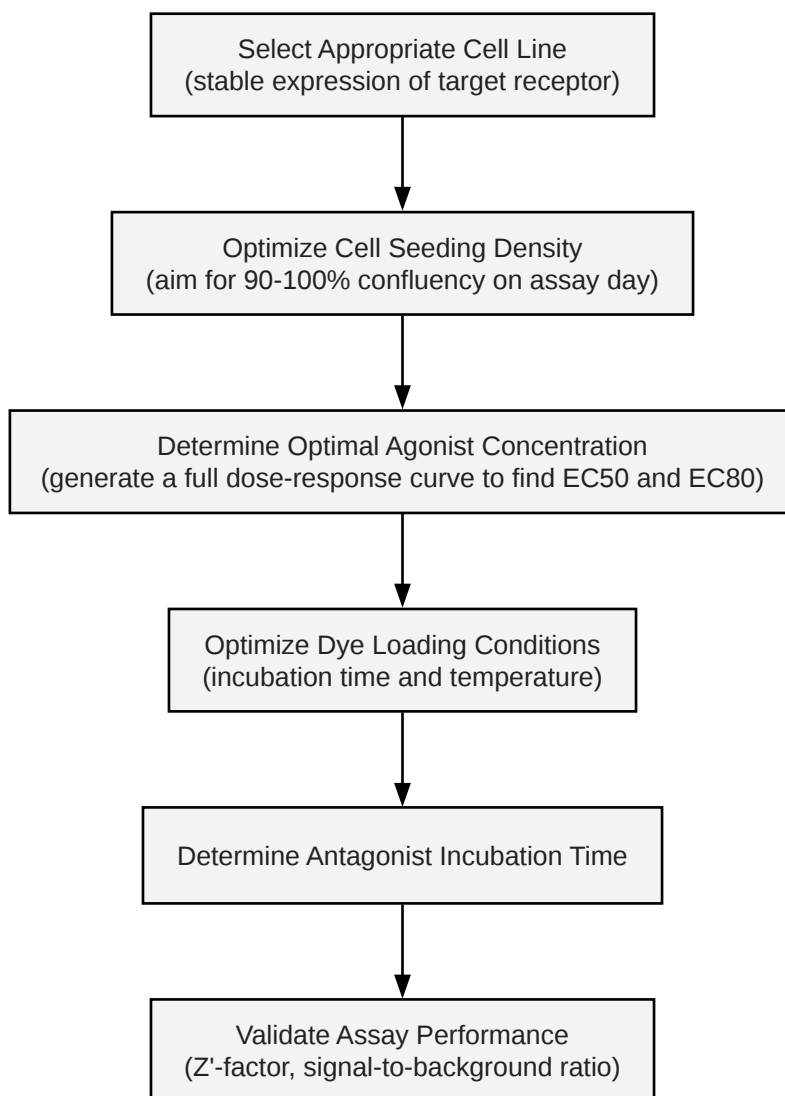 Select Appropriate Cell Line
(stable expression of target receptor)
Optimize Cell Seeding Density
(aim for 90-100% confluency on assay day)
Determine Optimal Agonist Concentration
(generate a full dose-response curve to find EC50 and EC80)
Optimize Dye Loading Conditions
(incubation time and temperature)
Determine Antagonist Incubation Time
Validate Assay Performance
(Z'-factor, signal-to-background ratio)